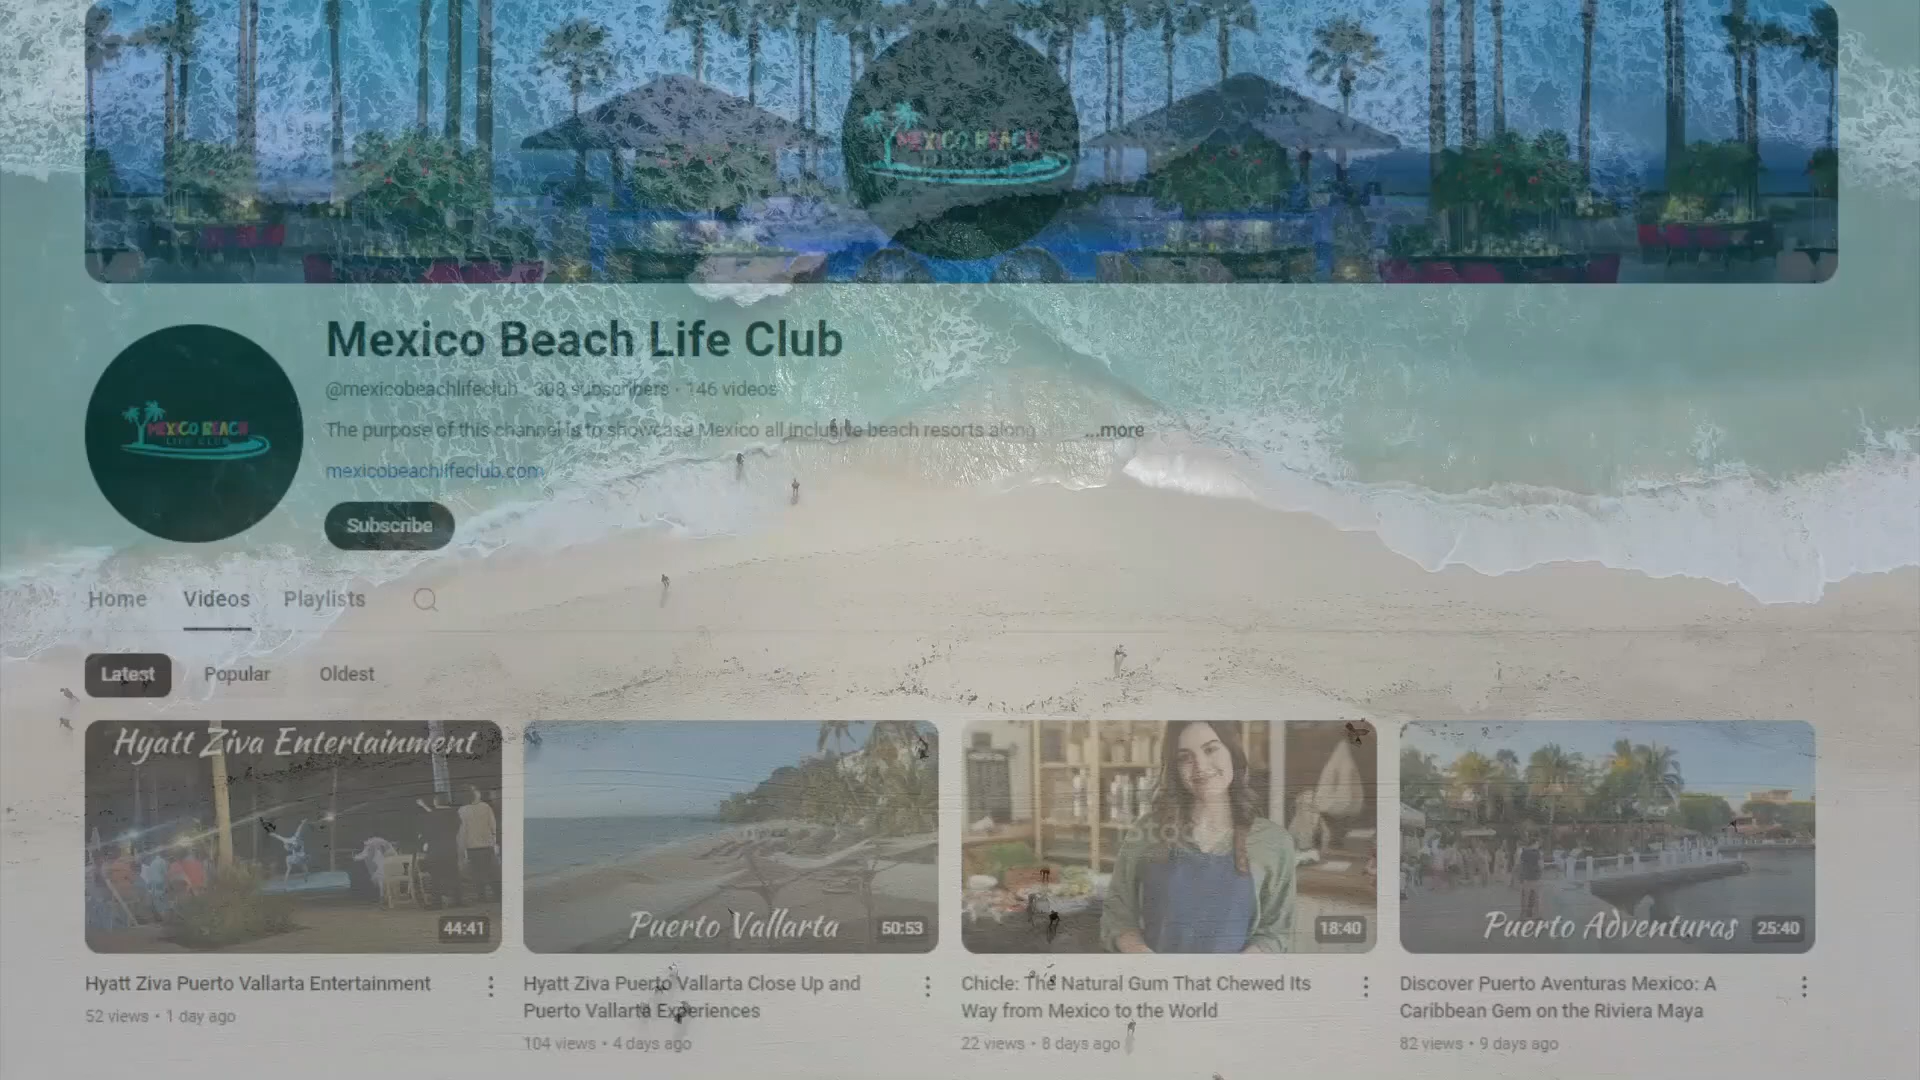 MEXICO BEACH
Mexico Beach Life Club
@mexicobeachlifeclub · 308 subscribers · 146 videos
MEXICO BEACH
LIFE CLUB
The purpose of this channel is to showcase Mexico all inclusive beach resorts along ...more
mexicobeachlifeclub.com
Subscribe
Home Videos Playlists
Latest Popular Oldest
Hyatt Ziva Entertainment
44:41
Puerto Vallarta
50:53
iStock
18:40
Puerto Adventuras
25:40
Hyatt Ziva Puerto Vallarta Entertainment
52 views • 1 day ago
Hyatt Ziva Puerto Vallarta Close Up and
Puerto Vallarta Experiences
104 views • 4 days ago
Chicle: The Natural Gum That Chewed Its
Way from Mexico to the World
22 views • 8 days ago
Discover Puerto Aventuras Mexico: A
Caribbean Gem on the Riviera Maya
82 views • 9 days ago